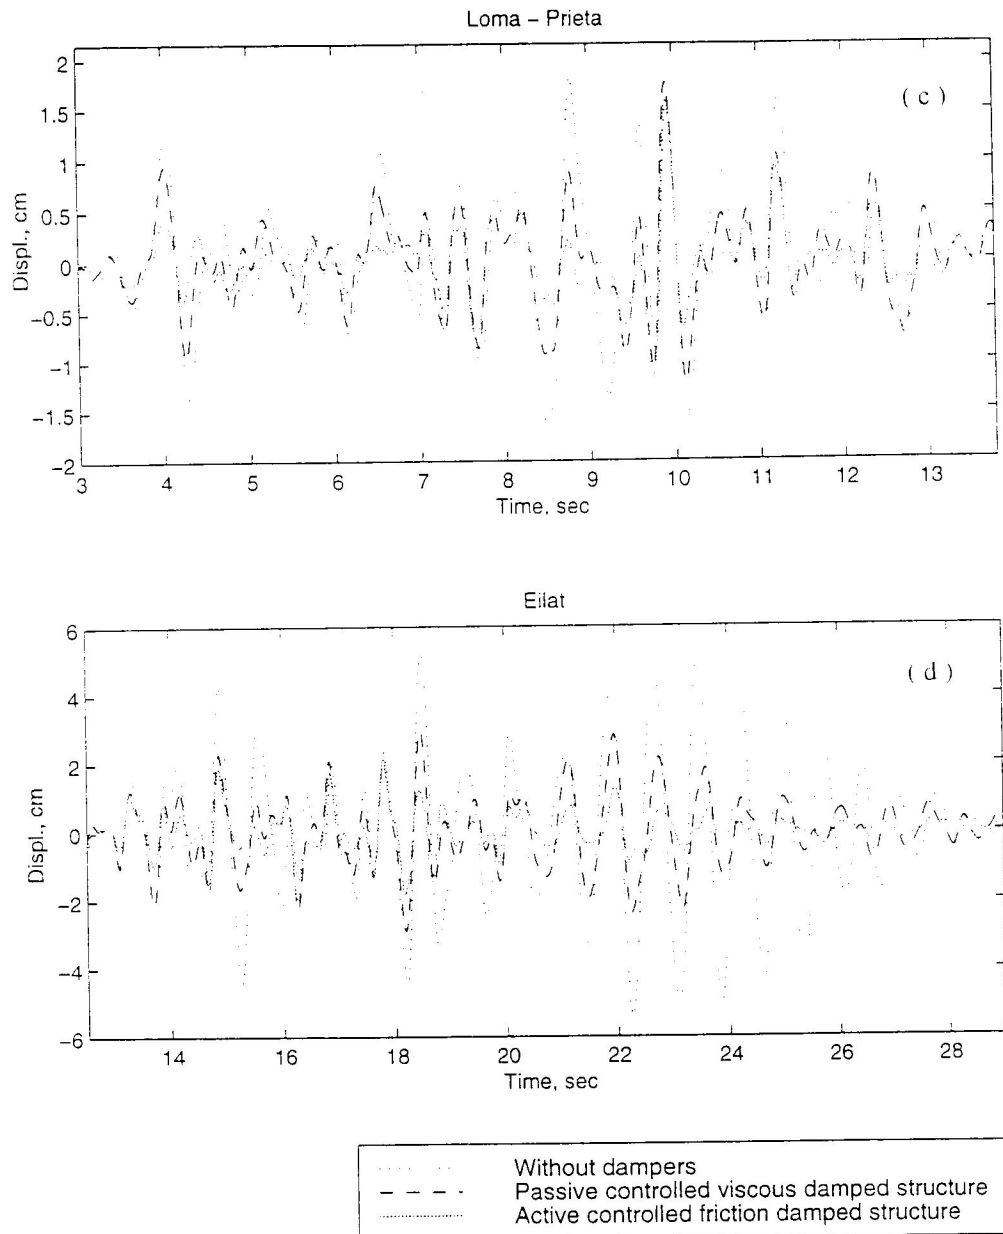 Loma – Prieta
( c )
2
1.5
1
0.5
0
−0.5
−1
−1.5
−2
Displ., cm
3 4 5 6 7 8 9 10 11 12 13
Time, sec
Eilat
( d )
6
4
2
0
−2
−4
−6
Displ., cm
14 16 18 20 22 24 26 28
Time, sec
Without dampers
Passive controlled viscous damped structure
Active controlled friction damped structure